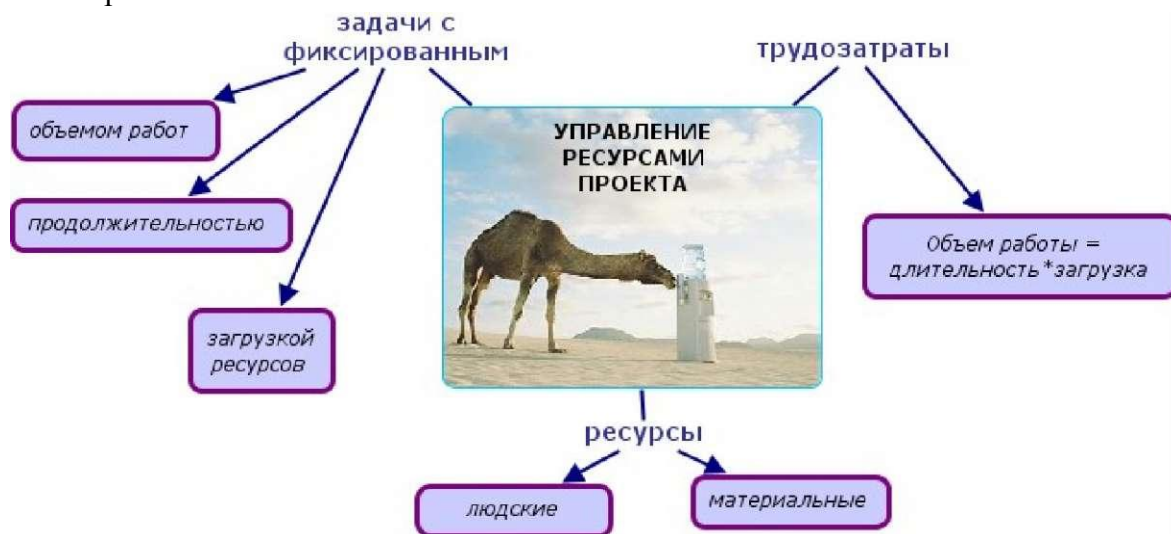 задачи с
фиксированным
трудозатраты
объемом работ
продолжительностью
загрузкой
ресурсов
УПРАВЛЕНИЕ
РЕСУРСАМИ
ПРОЕКТА
Объем работы =
длительность*загрузка
ресурсы
людские
материальные